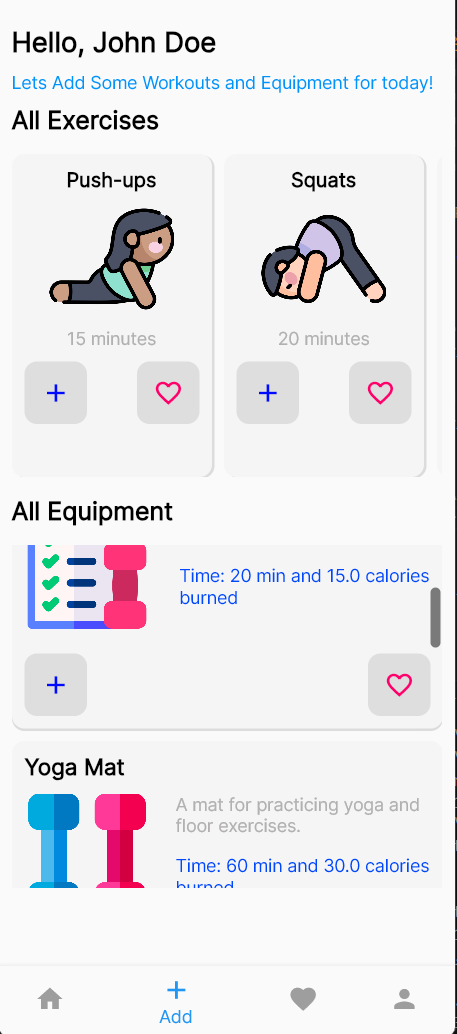 Hello, John Doe
Lets Add Some Workouts and Equipment for today!
All Exercises
Push-ups
Squats
15 minutes
20 minutes
All Equipment
Time: 20 min and 15.0 calories
burned
Yoga Mat
A mat for practicing yoga and
floor exercises.
Time: 60 min and 30.0 calories
burned
Add